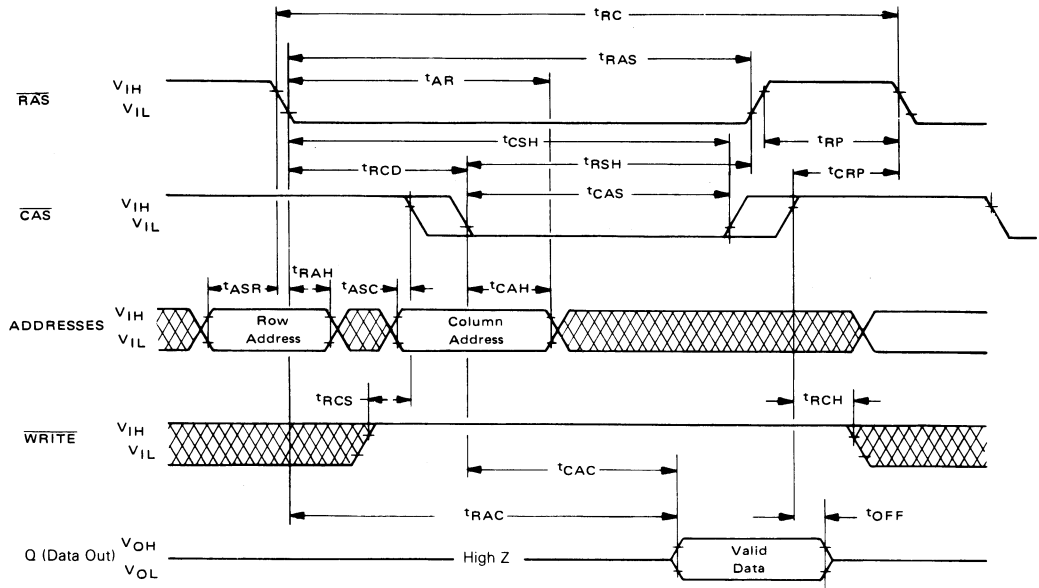 tRC
tRAS
tAR
RAS VIH
VIL
tCSH
tRP
tRCD tRSH
tCRP
tCAS
CAS VIH
VIL
tASR tRAH tASC tCAH
ADDRESSES VIH
VIL
Row
Address
Column
Address
tRCS tRCH
WRITE VIH
VIL
tCAC
tRAC tOFF
Q (Data Out) VOH
VOL
High Z
Valid
Data